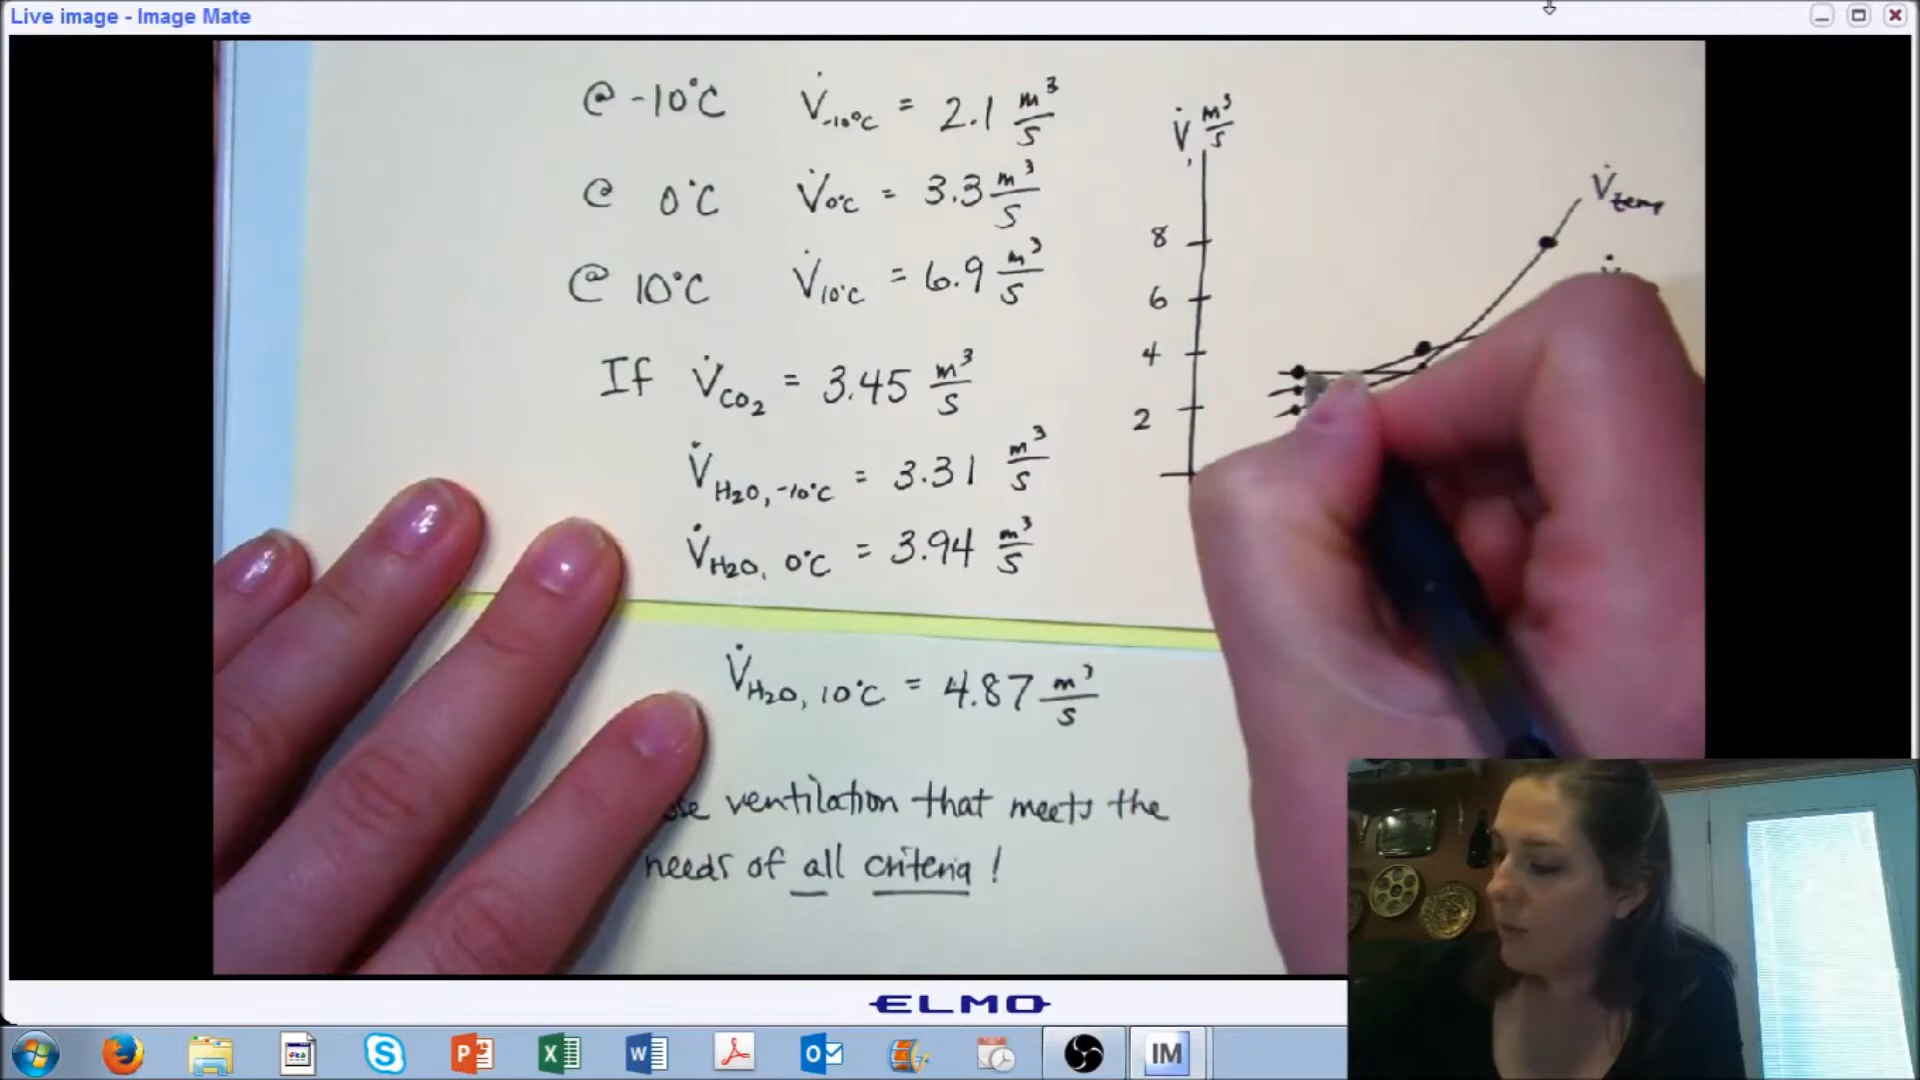 Live image - Image Mate
@ -10°C V̇-10°C = 2.1 m³/s
@ 0°C V̇0°C = 3.3 m³/s
@ 10°C V̇10°C = 6.9 m³/s
If V̇CO₂ = 3.45 m³/s
V̇H₂O, -10°C = 3.31 m³/s
V̇H₂O, 0°C = 3.94 m³/s
V̇H₂O, 10°C = 4.87 m³/s
ventilation that meets the
needs of all criteria!
V̇, m³/s
V̇temp
8
6
4
2
ELMO
IM